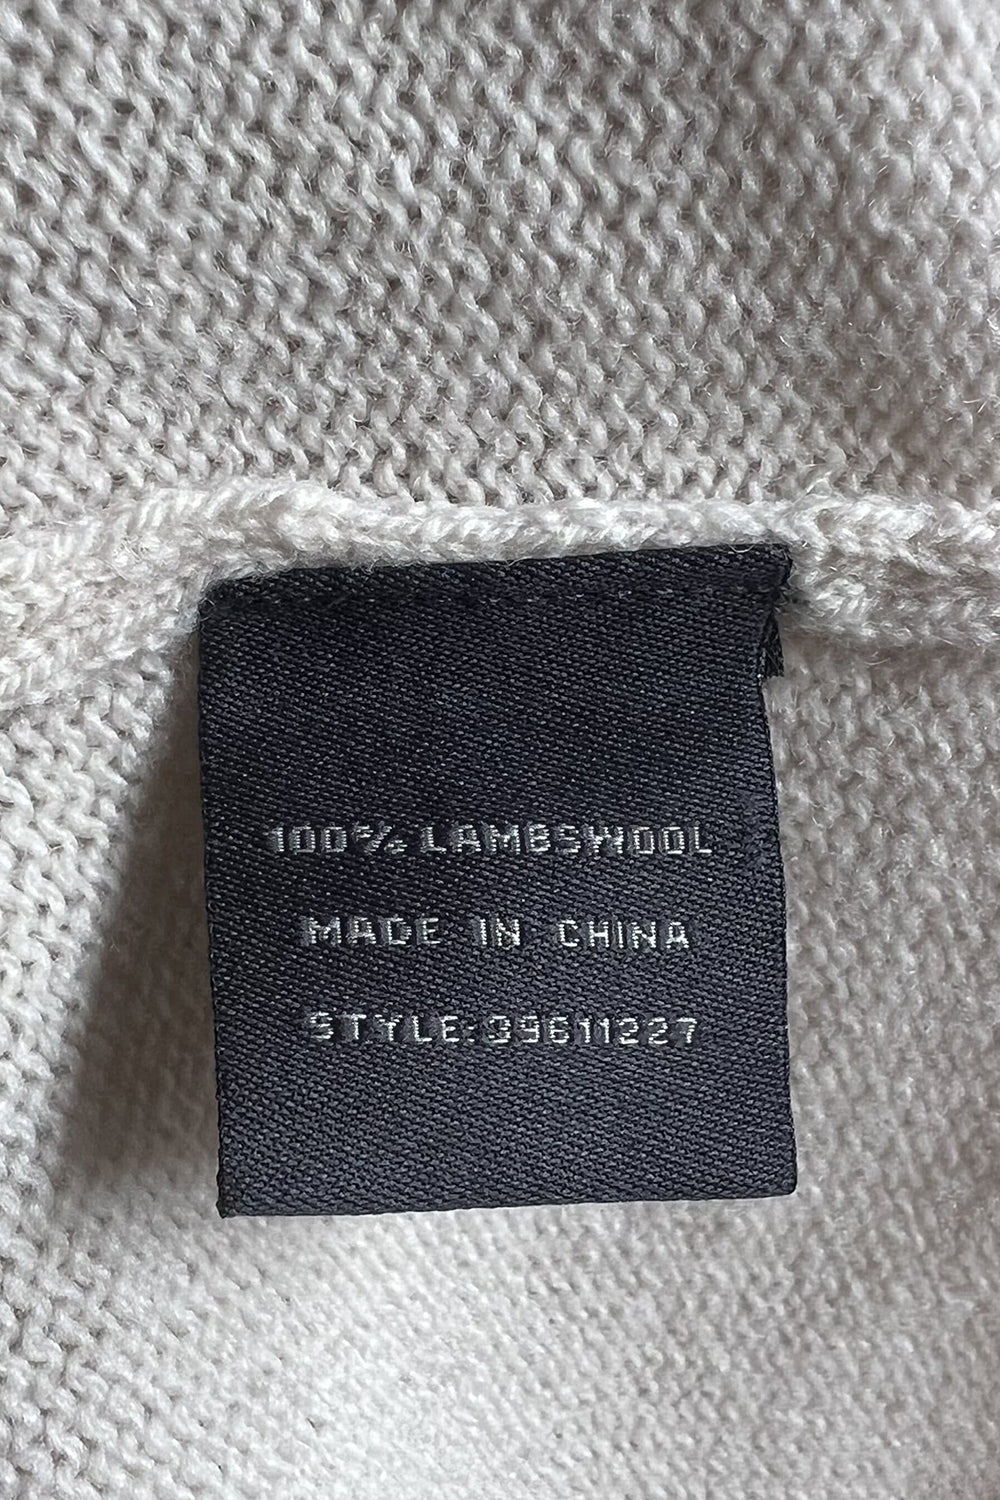 100% LAMBSWOOL
MADE IN CHINA
STYLE:39611227